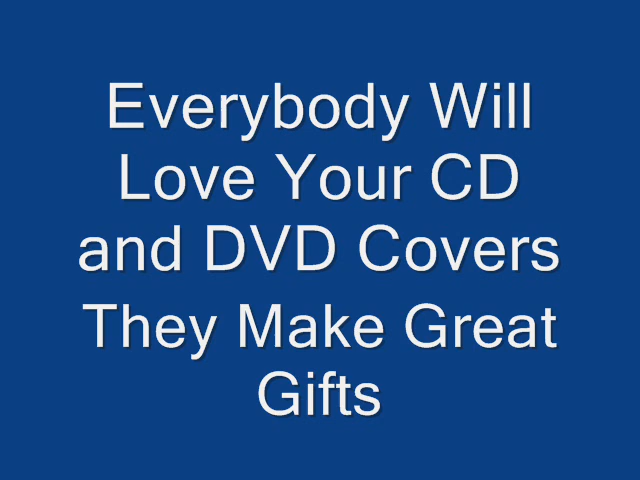 Everybody Will
Love Your CD
and DVD Covers
They Make Great
Gifts